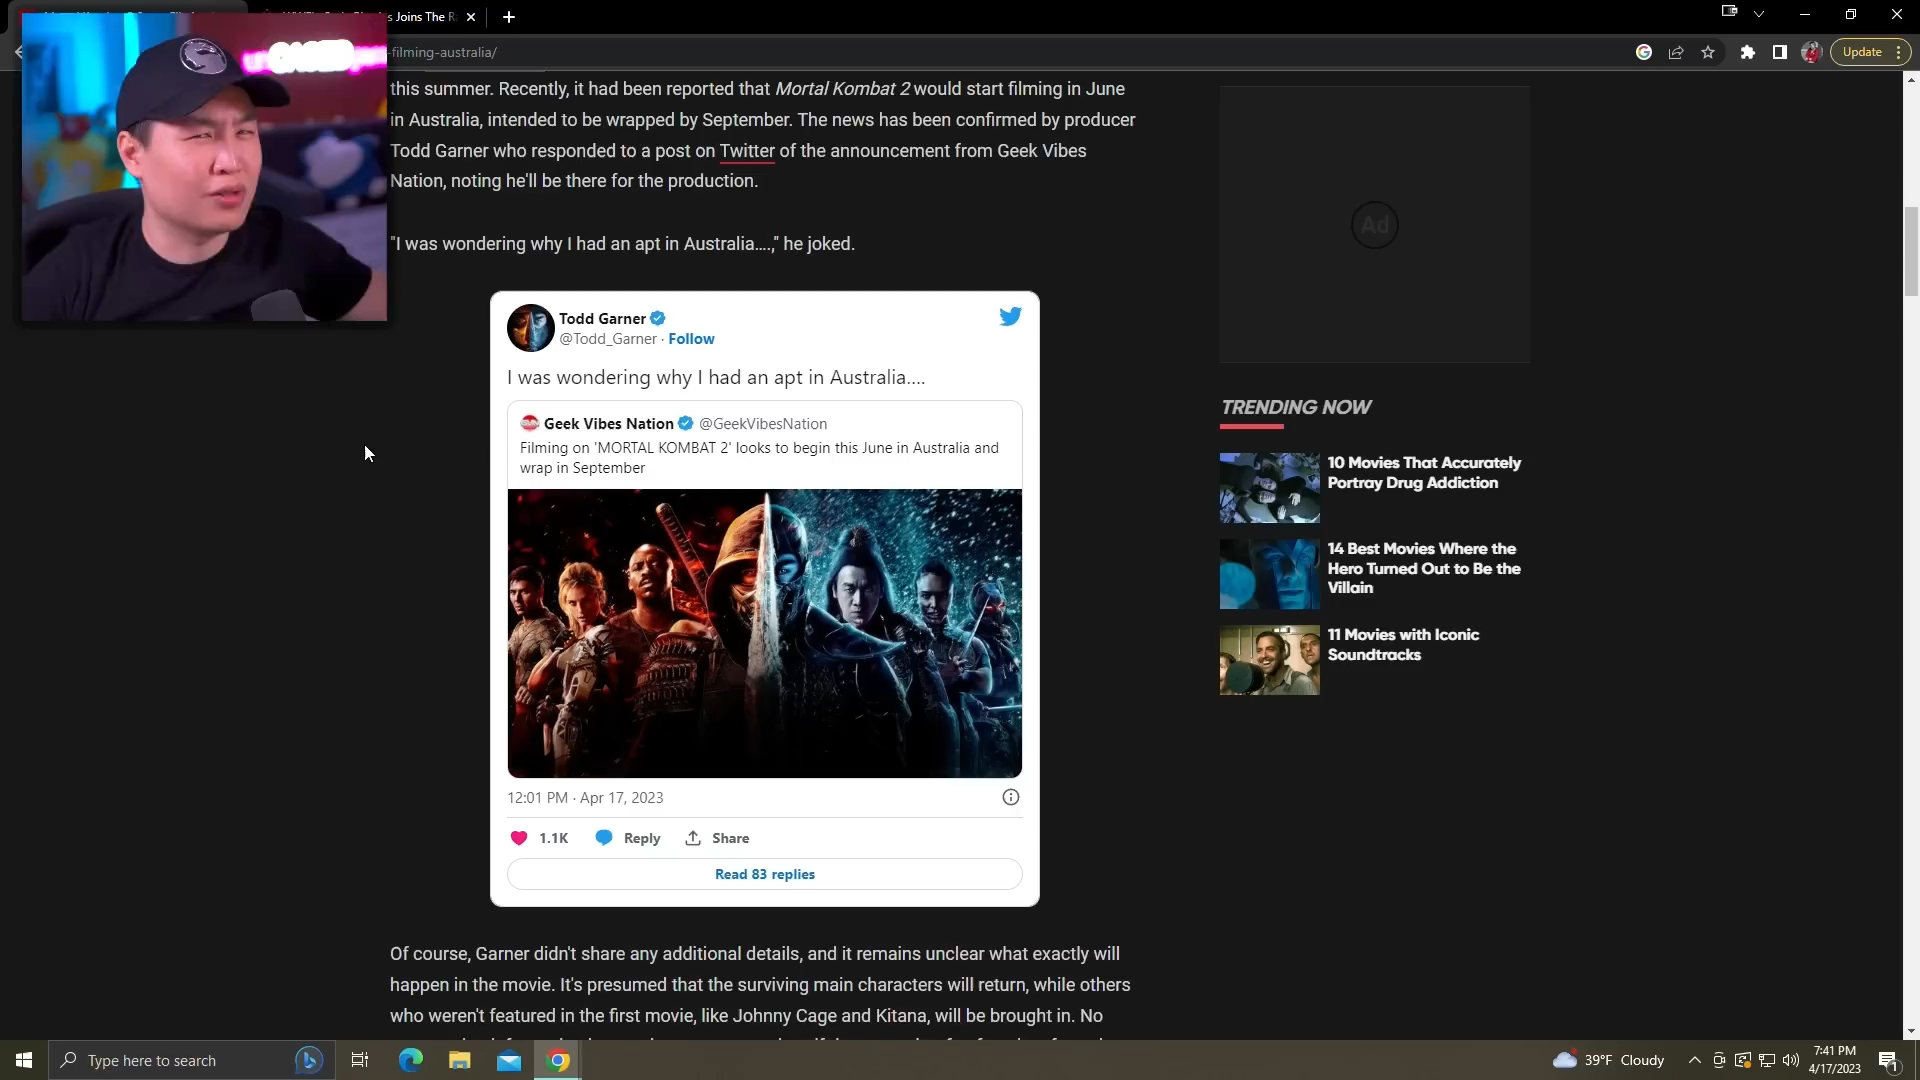 s Joins The R
-filming-australia/
Update
this summer. Recently, it had been reported that Mortal Kombat 2 would start filming in June
in Australia, intended to be wrapped by September. The news has been confirmed by producer
Todd Garner who responded to a post on Twitter of the announcement from Geek Vibes
Nation, noting he'll be there for the production.
"I was wondering why I had an apt in Australia....," he joked.
Ad
Todd Garner
@Todd_Garner · Follow
I was wondering why I had an apt in Australia....
Geek Vibes Nation @GeekVibesNation
Filming on 'MORTAL KOMBAT 2' looks to begin this June in Australia and
wrap in September
12:01 PM · Apr 17, 2023
1.1K Reply Share
Read 83 replies
TRENDING NOW
10 Movies That Accurately
Portray Drug Addiction
14 Best Movies Where the
Hero Turned Out to Be the
Villain
11 Movies with Iconic
Soundtracks
Of course, Garner didn't share any additional details, and it remains unclear what exactly will
happen in the movie. It's presumed that the surviving main characters will return, while others
who weren't featured in the first movie, like Johnny Cage and Kitana, will be brought in. No
Type here to search
39°F Cloudy
7:41 PM
4/17/2023
1